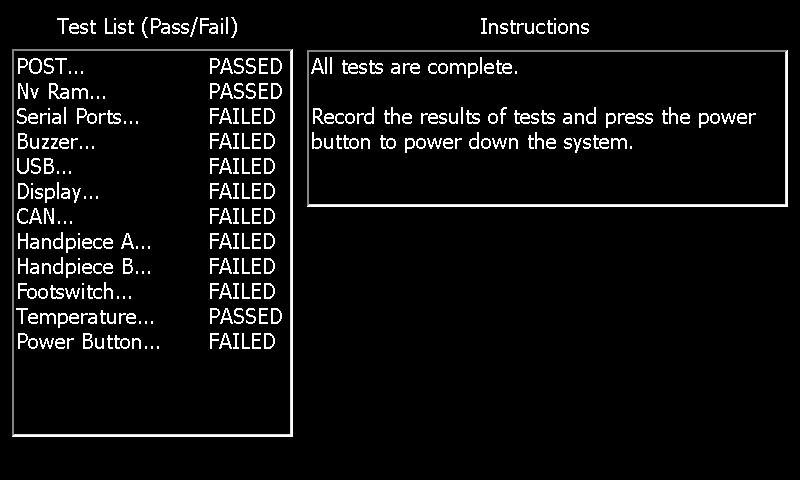 Test List (Pass/Fail)
Instructions
POST... PASSED
Nv Ram... PASSED
Serial Ports... FAILED
Buzzer... FAILED
USB... FAILED
Display... FAILED
CAN... FAILED
Handpiece A... FAILED
Handpiece B... FAILED
Footswitch... FAILED
Temperature... PASSED
Power Button... FAILED
All tests are complete.
Record the results of tests and press the power
button to power down the system.